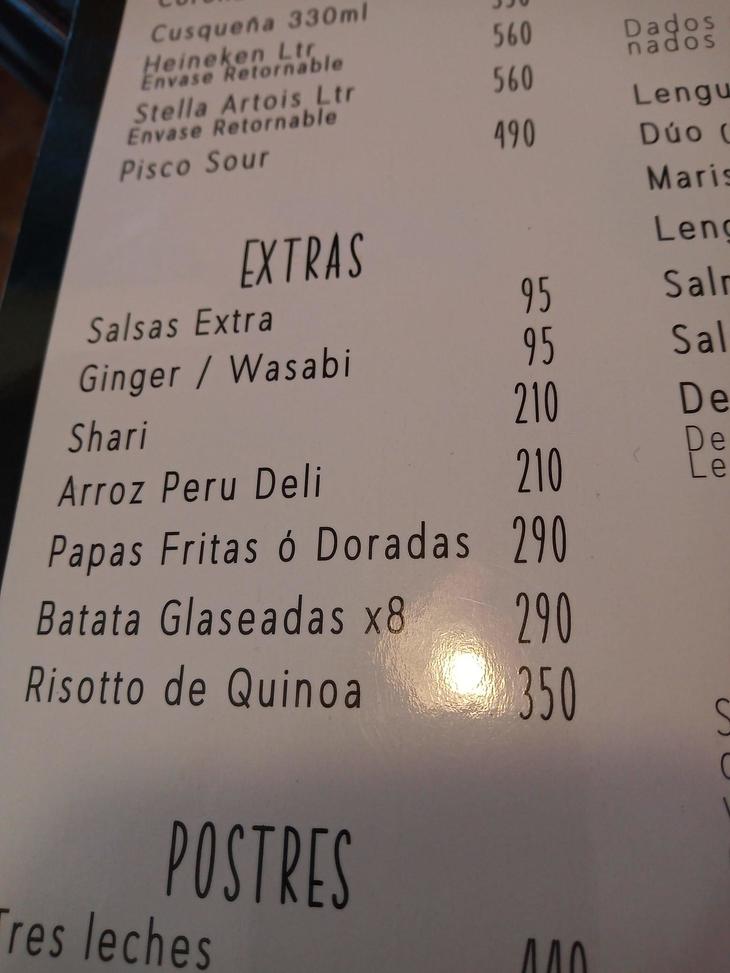 Cusqueña 330ml
560
Heineken Ltr
Envase Retornable
560
Stella Artois Ltr
Envase Retornable
490
Pisco Sour
EXTRAS
Salsas Extra 95
Ginger / Wasabi 95
Shari 210
Arroz Peru Deli 210
Papas Fritas ó Doradas 290
Batata Glaseadas x8 290
Risotto de Quinoa 350
POSTRES
Tres leches 440
Dados
nados
Lengu
Dúo
Maris
Leng
Sal
De
De
Le